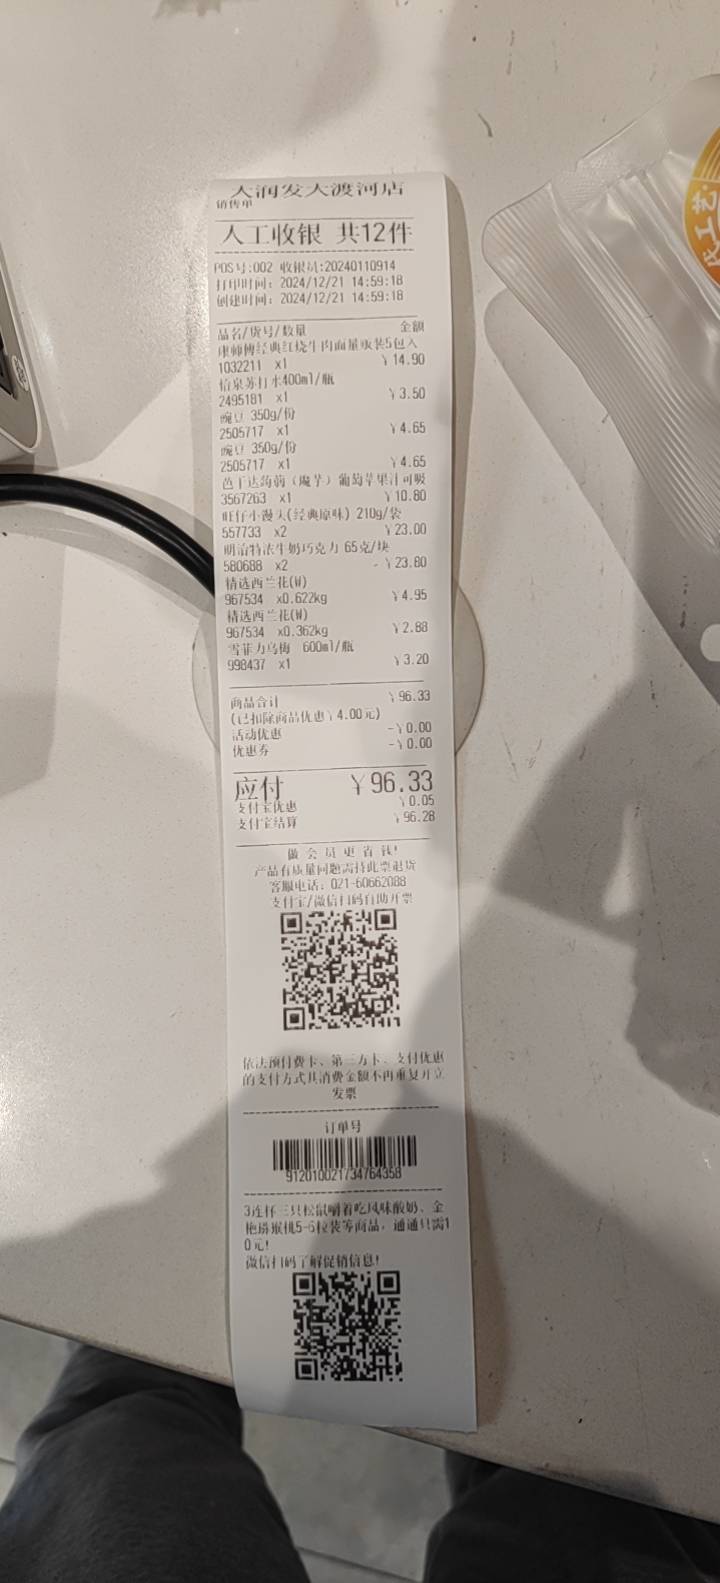 大润发大渡河店
销售单
人工收银 共12件
POS号:002 收银员:20240110914
打印时间: 2024/12/21 14:59:18
创建时间: 2024/12/21 14:59:18
品名/货号/数量 金额
康师傅经典红烧牛肉面量贩装5包入
1032211 x1 ¥14.90
怡泉苏打水400ml/瓶
2495181 x1 ¥3.50
豌豆 350g/份
2505717 x1 ¥4.65
豌豆 350g/份
2505717 x1 ¥4.65
芭丁达蒟蒻（魔芋）葡萄苹果汁可吸
3567263 x1 ¥10.80
旺仔小馒头(经典原味) 210g/袋
557733 x2 ¥23.00
明治特浓牛奶巧克力 65克/块
580688 x2 ¥23.80
精选西兰花(W)
967534 x0.622kg ¥4.95
精选西兰花(W)
967534 x0.362kg ¥2.88
雪菲力乌梅 600ml/瓶
998437 x1 ¥3.20
商品合计 ¥96.33
(已扣除商品优惠¥4.00元)
活动优惠 -¥0.00
优惠券 -¥0.00
应付 ¥96.33
支付宝优惠 ¥0.05
支付宝结算 ¥96.28
做会员更省钱!
产品有质量问题需持此票退货
客服电话: 021-60662088
支付宝/微信扫码自助开票
依法预付费卡、第三方卡、支付优惠
的支付方式其消费金额不再重复开立
发票
订单号
912010021734764358
3连杯三只松鼠嚼着吃风味酸奶、金
艳猕猴桃5-6粒装等商品，通通只需1
0元!
微信扫码了解促销信息!
工艺